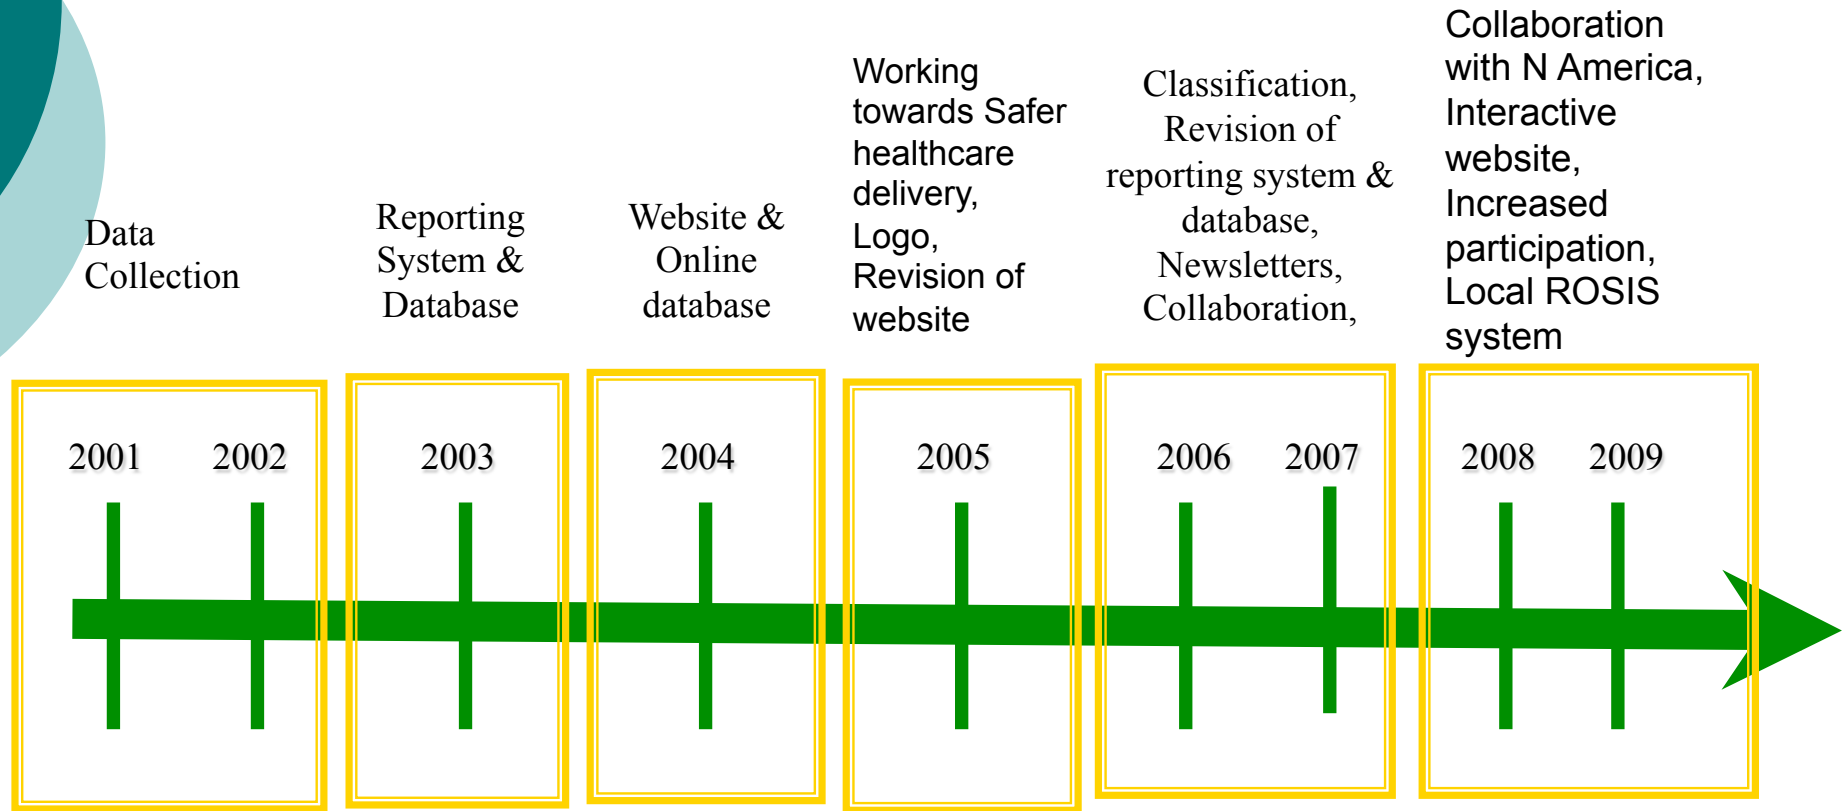 Data
Collection
Reporting
System &
Database
Website &
Online
database
Working
towards Safer
healthcare
delivery,
Logo,
Revision of
website
Classification,
Revision of
reporting system &
database,
Newsletters,
Collaboration,
Collaboration
with N America,
Interactive
website,
Increased
participation,
Local ROSIS
system
2001 2002 2003 2004 2005 2006 2007 2008 2009